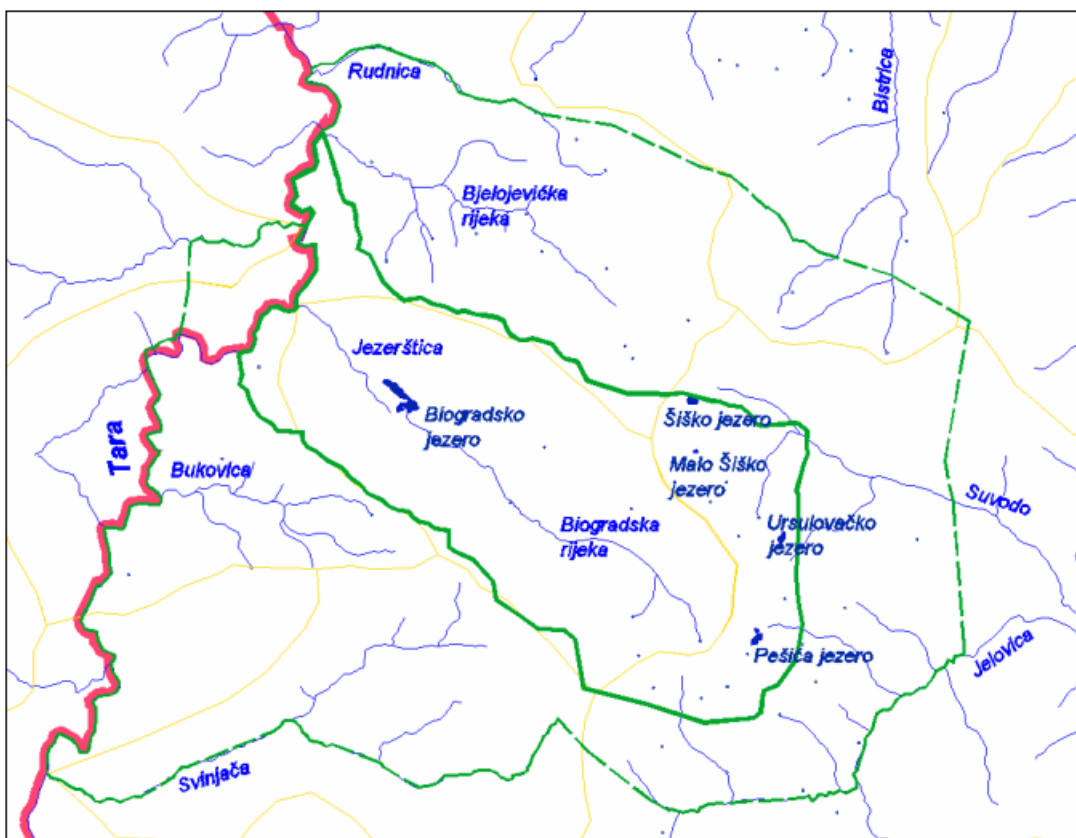 Rudnica
Bistrica
Bjelojevićka
rijeka
Jezerštica
Biogradsko
jezero
Šiško jezero
Malo Šiško
jezero
Tara
Bukovica
Suvodo
Ursulovačko
jezero
Biogradska
rijeka
Pešića jezero
Jelovica
Svinjača